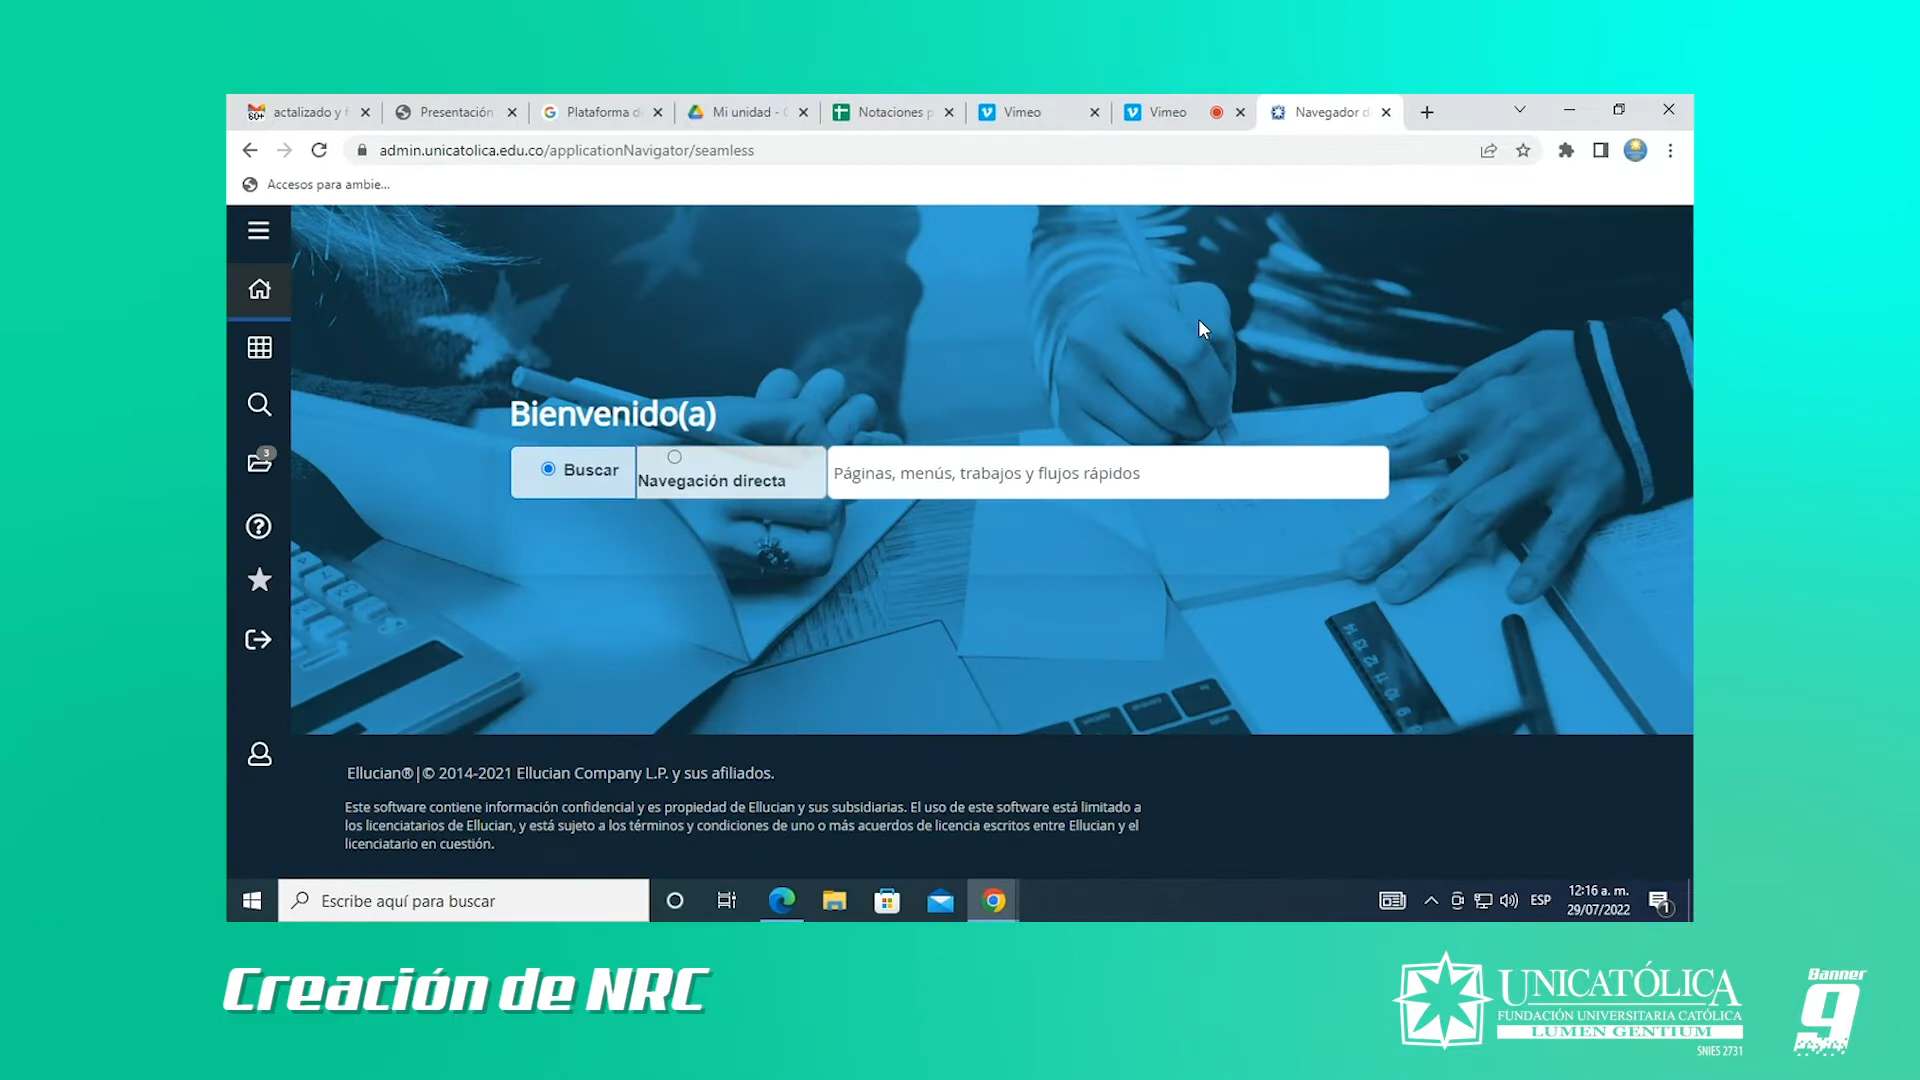 actalizado y f
Presentación
Plataforma d
Mi unidad - G
Notaciones p
Vimeo
Vimeo
Navegador d
admin.unicatolica.edu.co/applicationNavigator/seamless
Accesos para ambie...
3
Bienvenido(a)
Buscar
Navegación directa
Páginas, menús, trabajos y flujos rápidos
Ellucian®|© 2014-2021 Ellucian Company L.P. y sus afiliados.
Este software contiene información confidencial y es propiedad de Ellucian y sus subsidiarias. El uso de este software está limitado a
los licenciatarios de Ellucian, y está sujeto a los términos y condiciones de uno o más acuerdos de licencia escritos entre Ellucian y el
licenciatario en cuestión.
Escribe aquí para buscar
ESP
12:16 a. m.
29/07/2022
1
Creación de NRC
UNICATÓLICA
FUNDACIÓN UNIVERSITARIA CATÓLICA
LUMEN GENTIUM
SNIES 2731
Banner
9